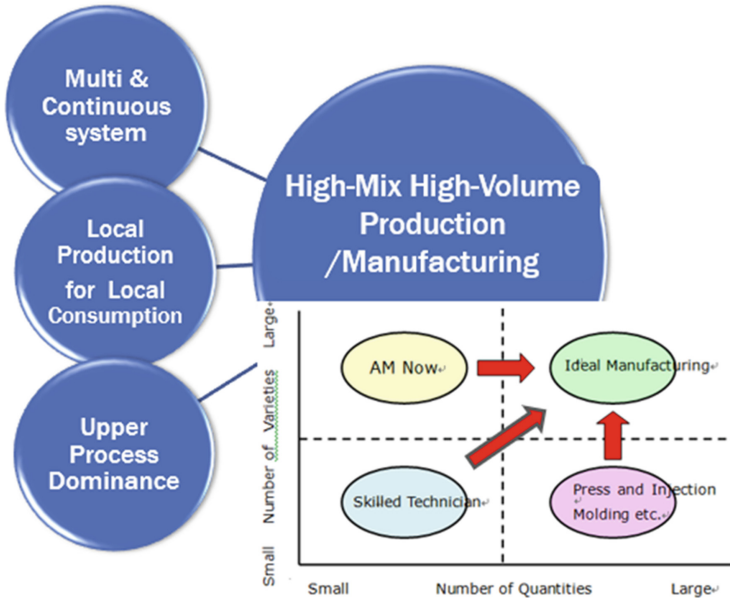 Multi &
Continuous
system
Local
Production
for Local
Consumption
Upper
Process
Dominance
High-Mix High-Volume
Production
/Manufacturing
Large
Number of Varieties
Small
AM Now
Ideal Manufacturing
Skilled Technician
Press and Injection
Molding etc.
Small
Number of Quantities
Large